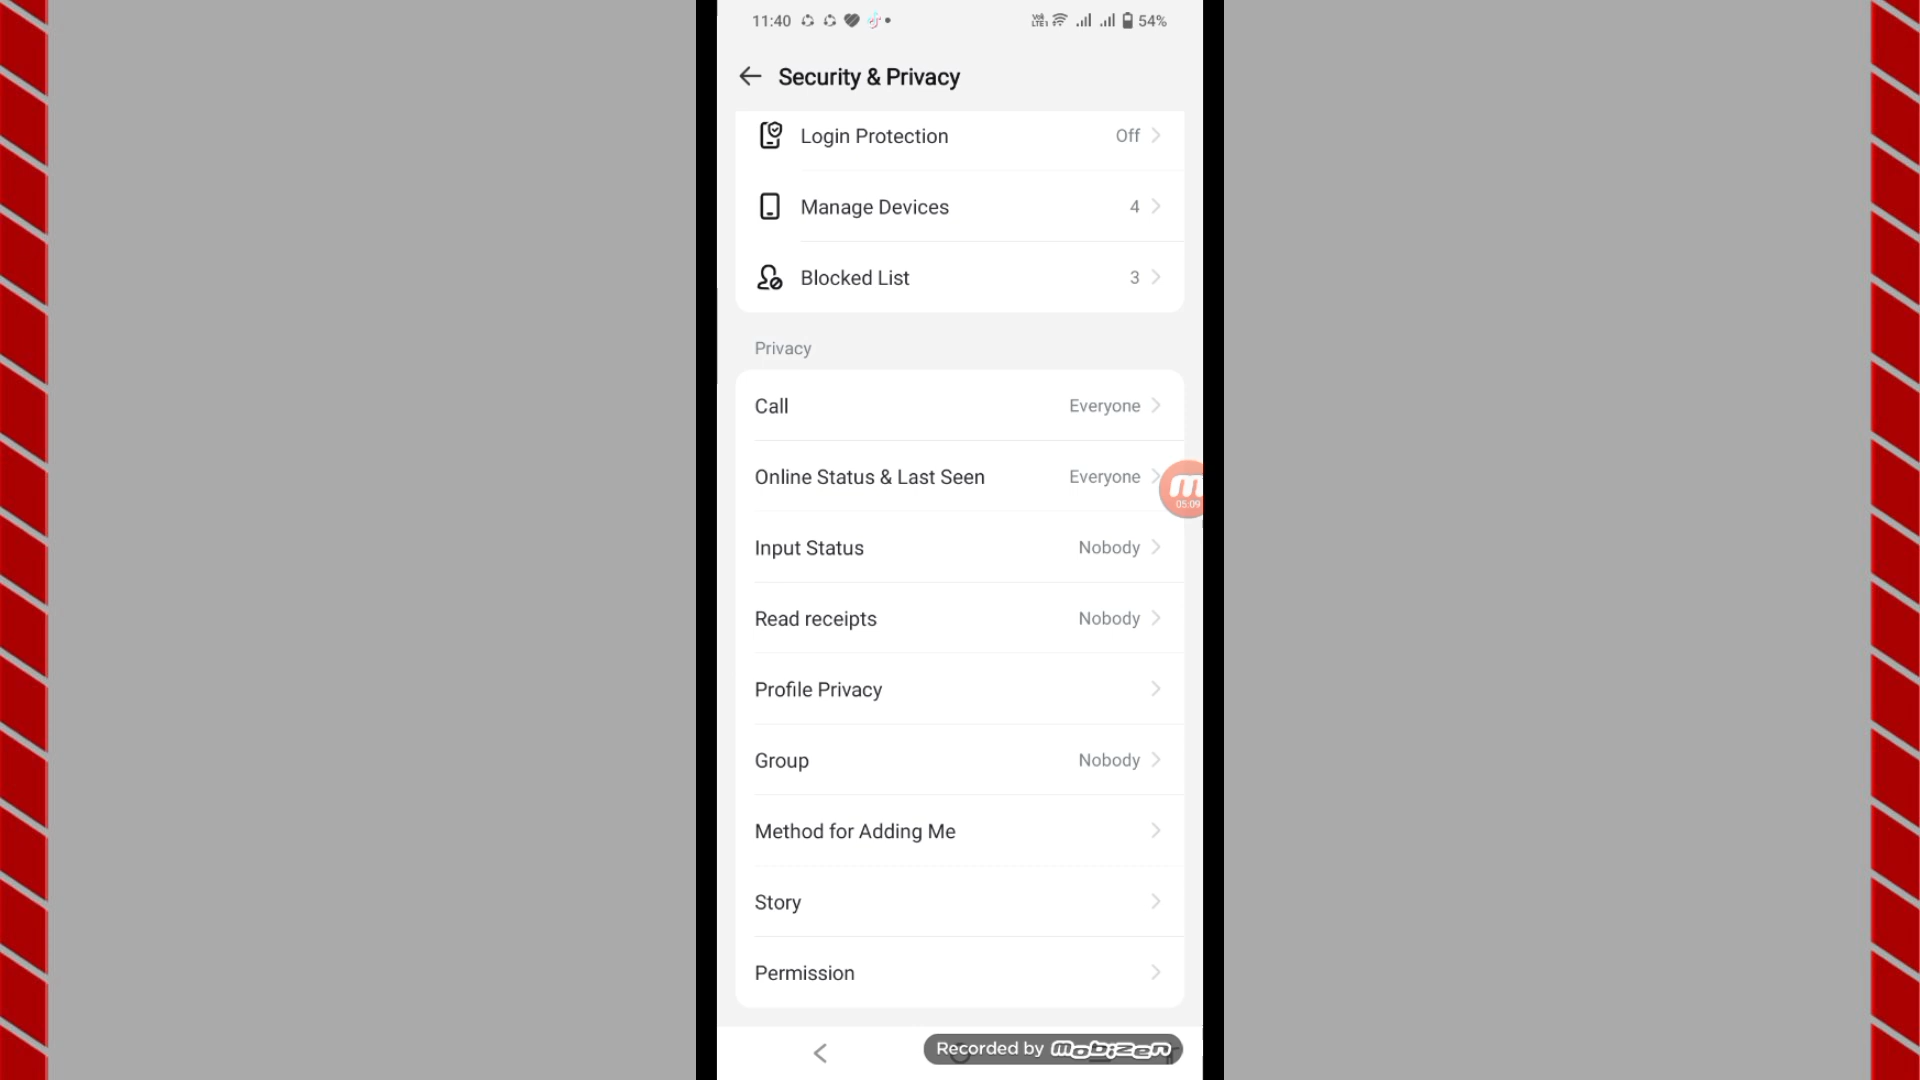 11:40 54%
Security & Privacy
Login Protection Off
Manage Devices 4
Blocked List 3
Privacy
Call Everyone
Online Status & Last Seen Everyone
05:09
Input Status Nobody
Read receipts Nobody
Profile Privacy
Group Nobody
Method for Adding Me
Story
Permission
Recorded by mobizen